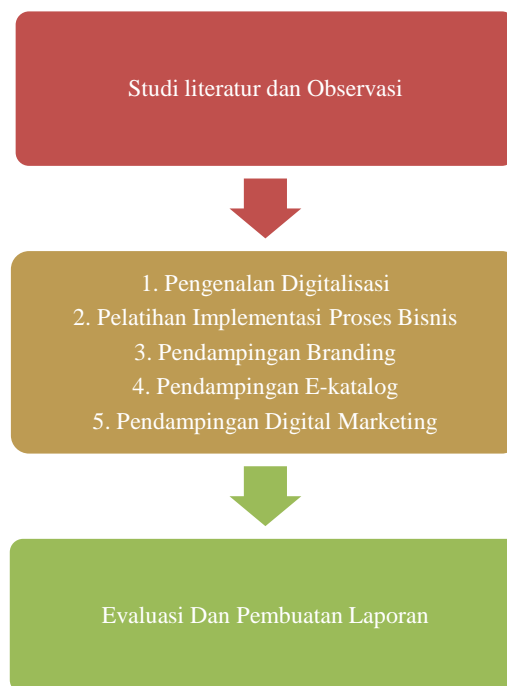 Studi literatur dan Observasi
1. Pengenalan Digitalisasi
2. Pelatihan Implementasi Proses Bisnis
3. Pendampingan Branding
4. Pendampingan E-katalog
5. Pendampingan Digital Marketing
Evaluasi Dan Pembuatan Laporan